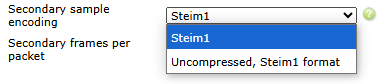 Secondary sample encoding
Steim1
Steim1
Uncompressed, Steim1 format
Secondary frames per packet